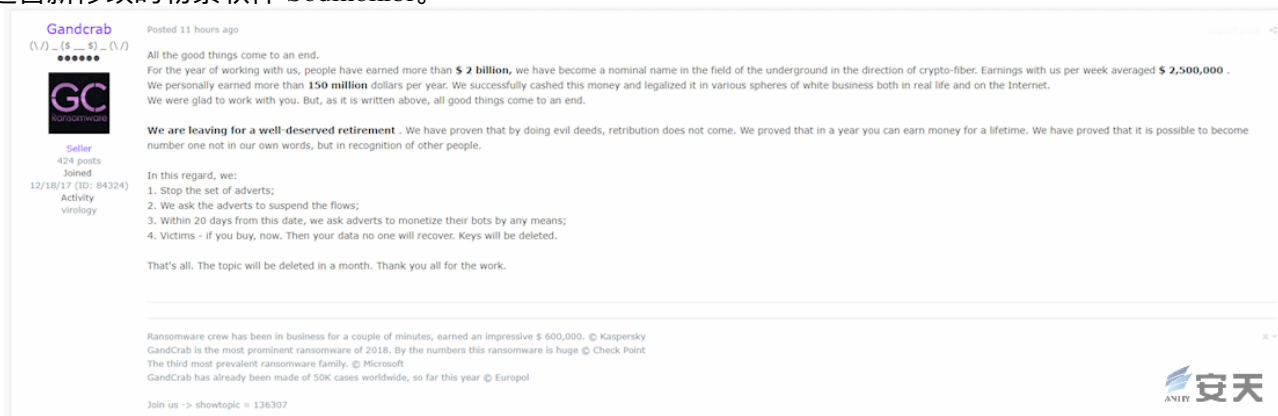 Gandcrab
(\/) _ ($ __ $) _ (\/)
GC
Ransomware
Seller
424 posts
Joined
12/18/17 (ID: 84324)
Activity
virology
Posted 11 hours ago
All the good things come to an end.
For the year of working with us, people have earned more than $ 2 billion, we have become a nominal name in the field of the underground in the direction of crypto-fiber. Earnings with us per week averaged $ 2,500,000 .
We personally earned more than 150 million dollars per year. We successfully cashed this money and legalized it in various spheres of white business both in real life and on the Internet.
We were glad to work with you. But, as it is written above, all good things come to an end.
We are leaving for a well-deserved retirement . We have proven that by doing evil deeds, retribution does not come. We proved that in a year you can earn money for a lifetime. We have proved that it is possible to become
number one not in our own words, but in recognition of other people.
In this regard, we:
1. Stop the set of adverts;
2. We ask the adverts to suspend the flows;
3. Within 20 days from this date, we ask adverts to monetize their bots by any means;
4. Victims - if you buy, now. Then your data no one will recover. Keys will be deleted.
That's all. The topic will be deleted in a month. Thank you all for the work.
Ransomware crew has been in business for a couple of minutes, earned an impressive $ 600,000. © Kaspersky
GandCrab is the most prominent ransomware of 2018. By the numbers this ransomware is huge © Check Point
The third most prevalent ransomware family. © Microsoft
GandCrab has already been made of 50K cases worldwide, so far this year © Europol
Join us -> showtopic = 136307
ANTIY 安天